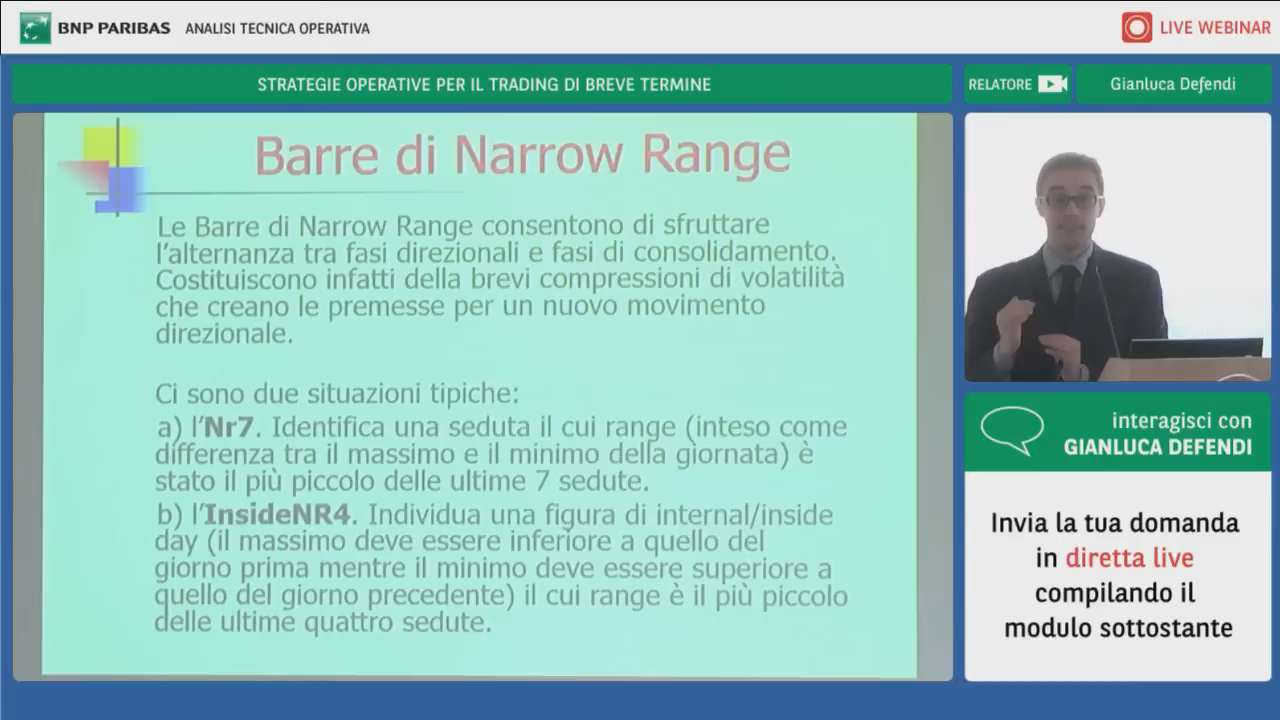 BNP PARIBAS ANALISI TECNICA OPERATIVA
LIVE WEBINAR
STRATEGIE OPERATIVE PER IL TRADING DI BREVE TERMINE
RELATORE
Gianluca Defendi
Barre di Narrow Range
Le Barre di Narrow Range consentono di sfruttare
l'alternanza tra fasi direzionali e fasi di consolidamento.
Costituiscono infatti della brevi compressioni di volatilità
che creano le premesse per un nuovo movimento
direzionale.
Ci sono due situazioni tipiche:
a) l'Nr7. Identifica una seduta il cui range (inteso come
differenza tra il massimo e il minimo della giornata) è
stato il più piccolo delle ultime 7 sedute.
b) l'InsideNR4. Individua una figura di internal/inside
day (il massimo deve essere inferiore a quello del
giorno prima mentre il minimo deve essere superiore a
quello del giorno precedente) il cui range è il più piccolo
delle ultime quattro sedute.
interagisci con
GIANLUCA DEFENDI
Invia la tua domanda
in diretta live
compilando il
modulo sottostante